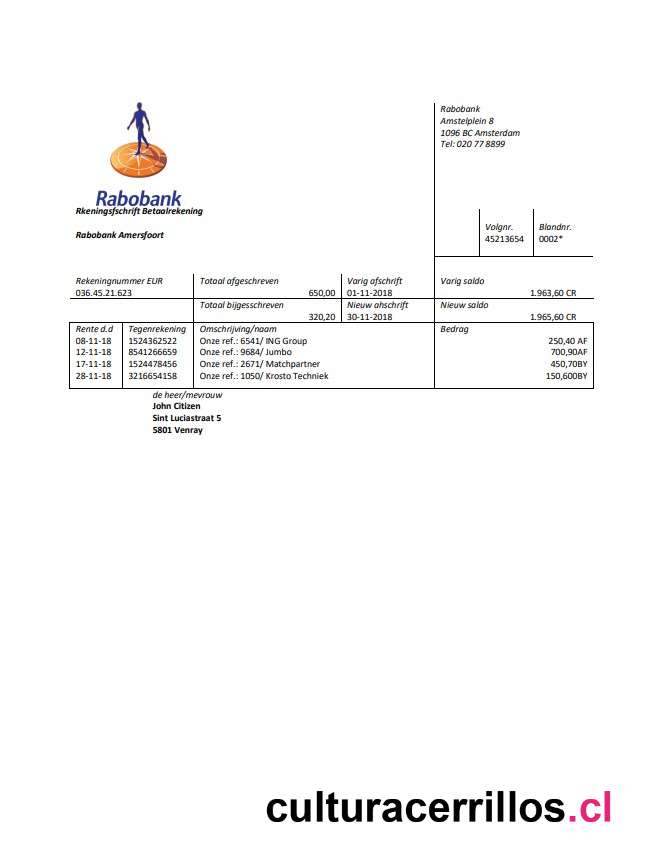 Rabobank
Amstelplein 8
1096 BC Amsterdam
Tel: 020 77 8899
Rabobank
Rkeningsfschrift Betaalrekening
Rabobank Amersfoort
Volgnr. Blandnr.
45213654 0002*
Rekeningnummer EUR Totaal afgeschreven Varig afschrift Varig saldo
036.45.21.623 650,00 01-11-2018 1.963,60 CR
Totaal bijgesschreven Nieuw ahschrift Nieuw saldo
320,20 30-11-2018 1.965,60 CR
Rente d.d Tegenrekening Omschrijving/naam Bedrag
08-11-18 1524362522 Onze ref.: 6541/ ING Group 250,40 AF
12-11-18 8541266659 Onze ref.: 9684/ Jumbo 700,90AF
17-11-18 1524478456 Onze ref.: 2671/ Matchpartner 450,70BY
28-11-18 3216654158 Onze ref.: 1050/ Krosto Techniek 150,600BY
de heer/mevrouw
John Citizen
Sint Luciastraat 5
5801 Venray
culturacerrillos.cl